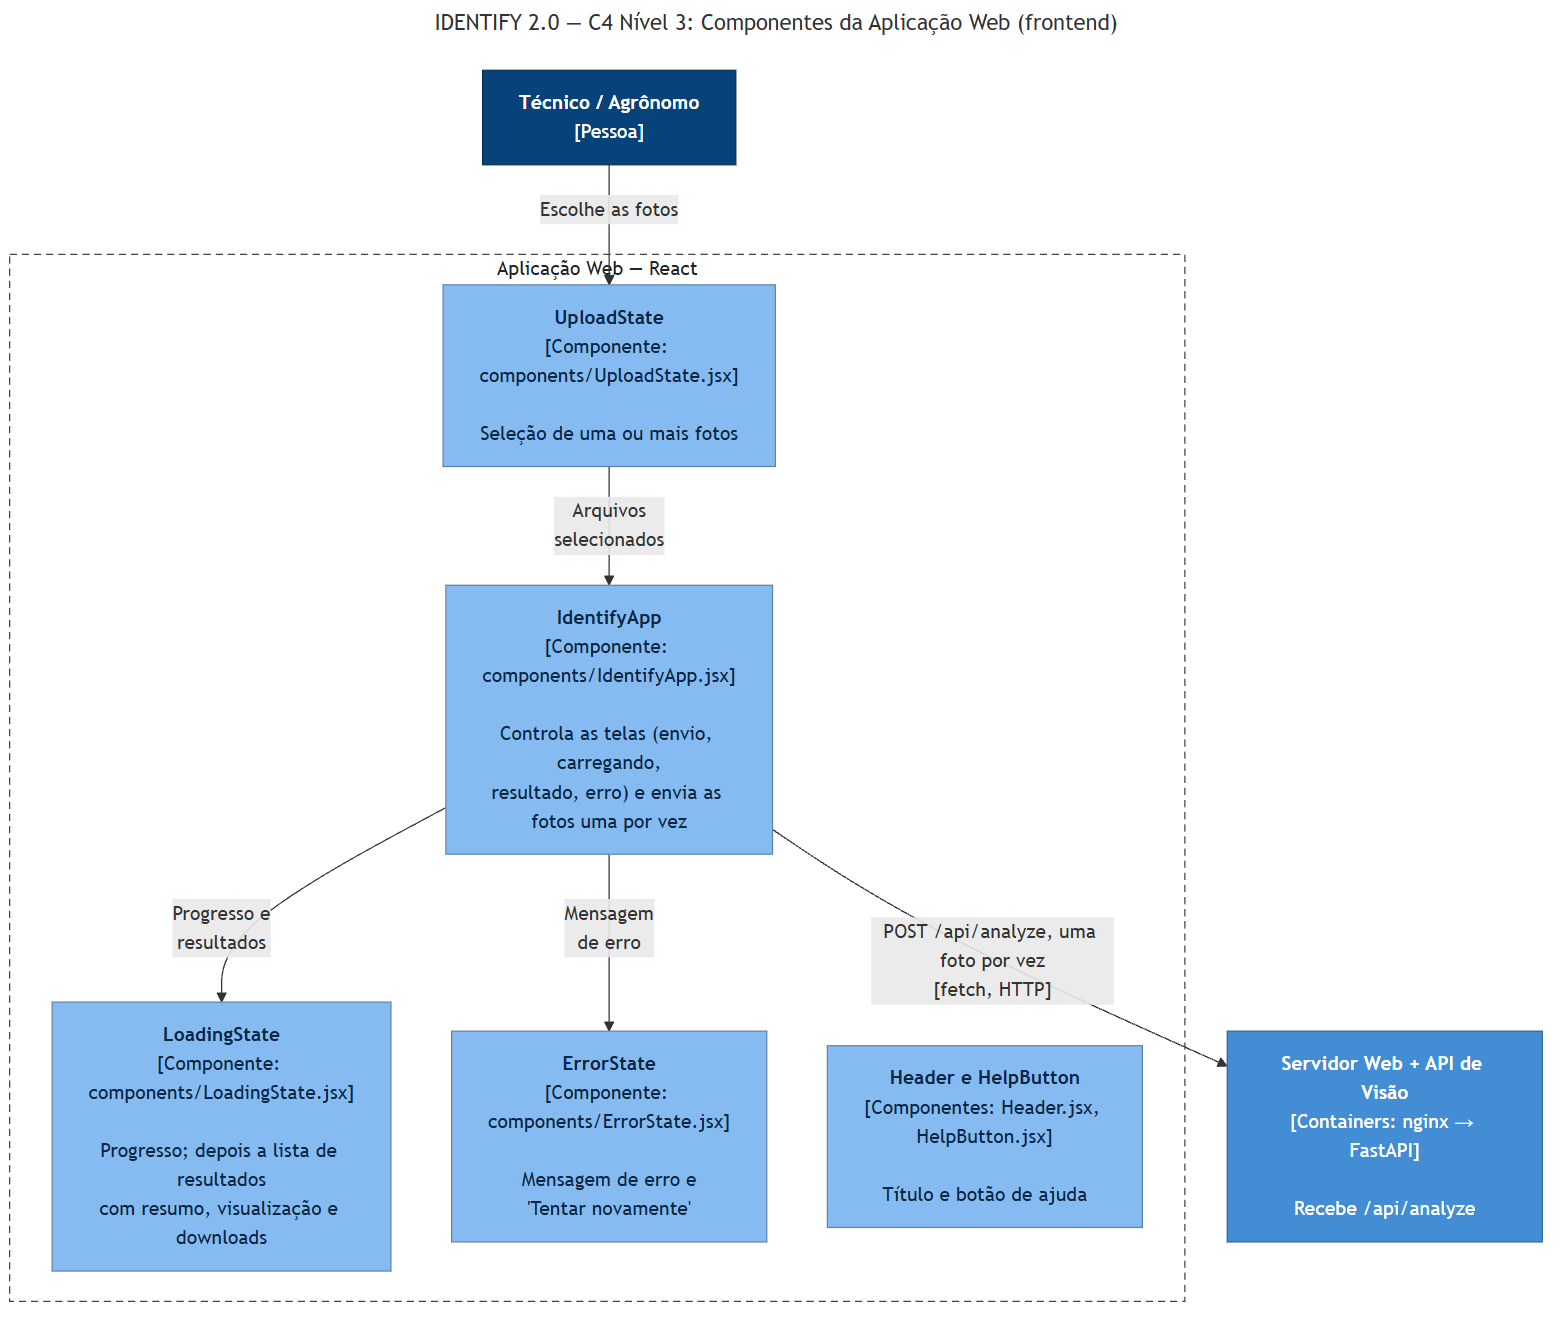 IDENTIFY 2.0 — C4 Nível 3: Componentes da Aplicação Web (frontend)
Técnico / Agrônomo
[Pessoa]
Escolhe as fotos
Aplicação Web — React
UploadState
[Componente:
components/UploadState.jsx]
Seleção de uma ou mais fotos
Arquivos
selecionados
IdentifyApp
[Componente:
components/IdentifyApp.jsx]
Controla as telas (envio,
carregando,
resultado, erro) e envia as
fotos uma por vez
Progresso e
resultados
Mensagem
de erro
POST /api/analyze, uma
foto por vez
[fetch, HTTP]
LoadingState
[Componente:
components/LoadingState.jsx]
Progresso; depois a lista de
resultados
com resumo, visualização e
downloads
ErrorState
[Componente:
components/ErrorState.jsx]
Mensagem de erro e
'Tentar novamente'
Header e HelpButton
[Componentes: Header.jsx,
HelpButton.jsx]
Título e botão de ajuda
Servidor Web + API de
Visão
[Containers: nginx →
FastAPI]
Recebe /api/analyze